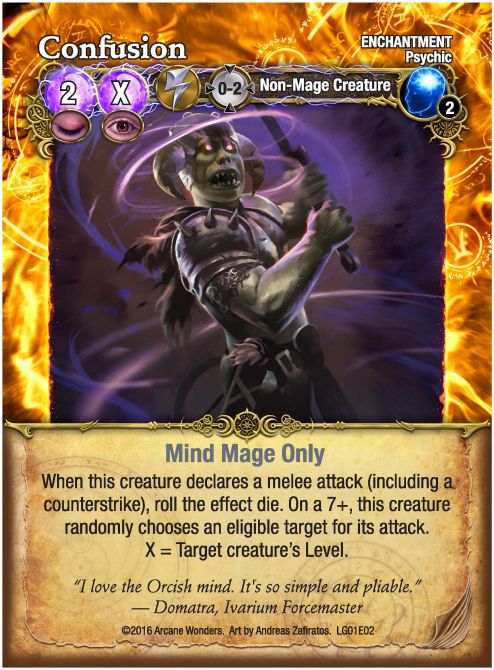 Confusion
ENCHANTMENT
Psychic
2 X 0-2 Non-Mage Creature
2
Mind Mage Only
When this creature declares a melee attack (including a
counterstrike), roll the effect die. On a 7+, this creature
randomly chooses an eligible target for its attack.
X = Target creature's Level.
“I love the Orcish mind. It's so simple and pliable.”
— Domatra, Ivarium Forcemaster
©2016 Arcane Wonders. Art by Andreas Zafiratos. LG01E02